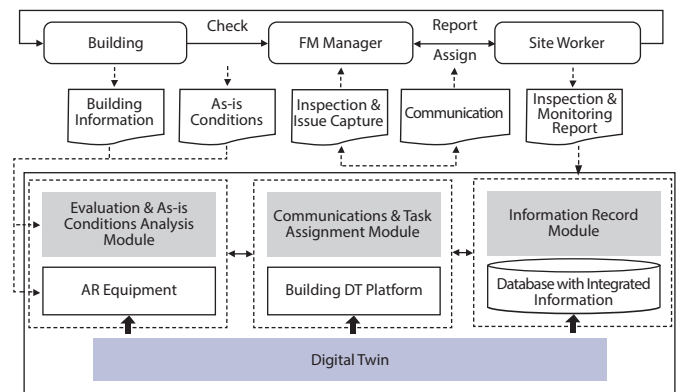 Building
Check
FM Manager
Report
Assign
Site Worker
Building
Information
As-is
Conditions
Inspection &
Issue Capture
Communication
Inspection &
Monitoring
Report
Evaluation & As-is
Conditions Analysis
Module
Communications & Task
Assignment Module
Information Record
Module
AR Equipment
Building DT Platform
Database with Integrated
Information
Digital Twin